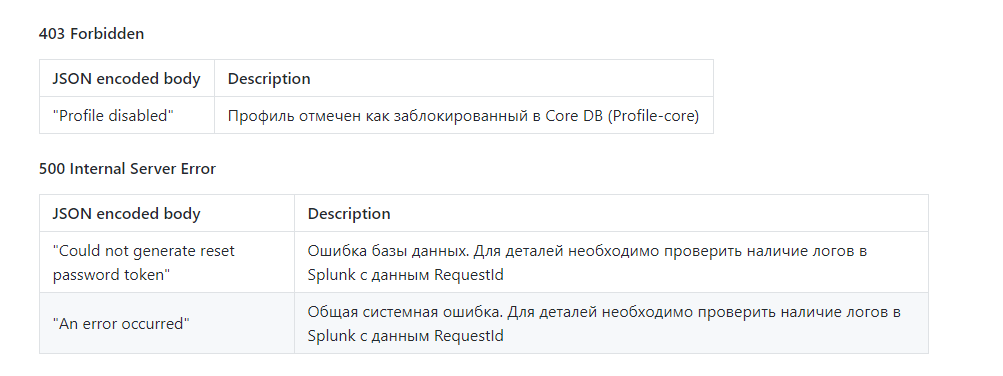 403 Forbidden
JSON encoded body Description
"Profile disabled" Профиль отмечен как заблокированный в Core DB (Profile-core)
500 Internal Server Error
JSON encoded body Description
"Could not generate reset password token" Ошибка базы данных. Для деталей необходимо проверить наличие логов в
Splunk с данным RequestId
"An error occurred" Общая системная ошибка. Для деталей необходимо проверить наличие логов в
Splunk с данным RequestId